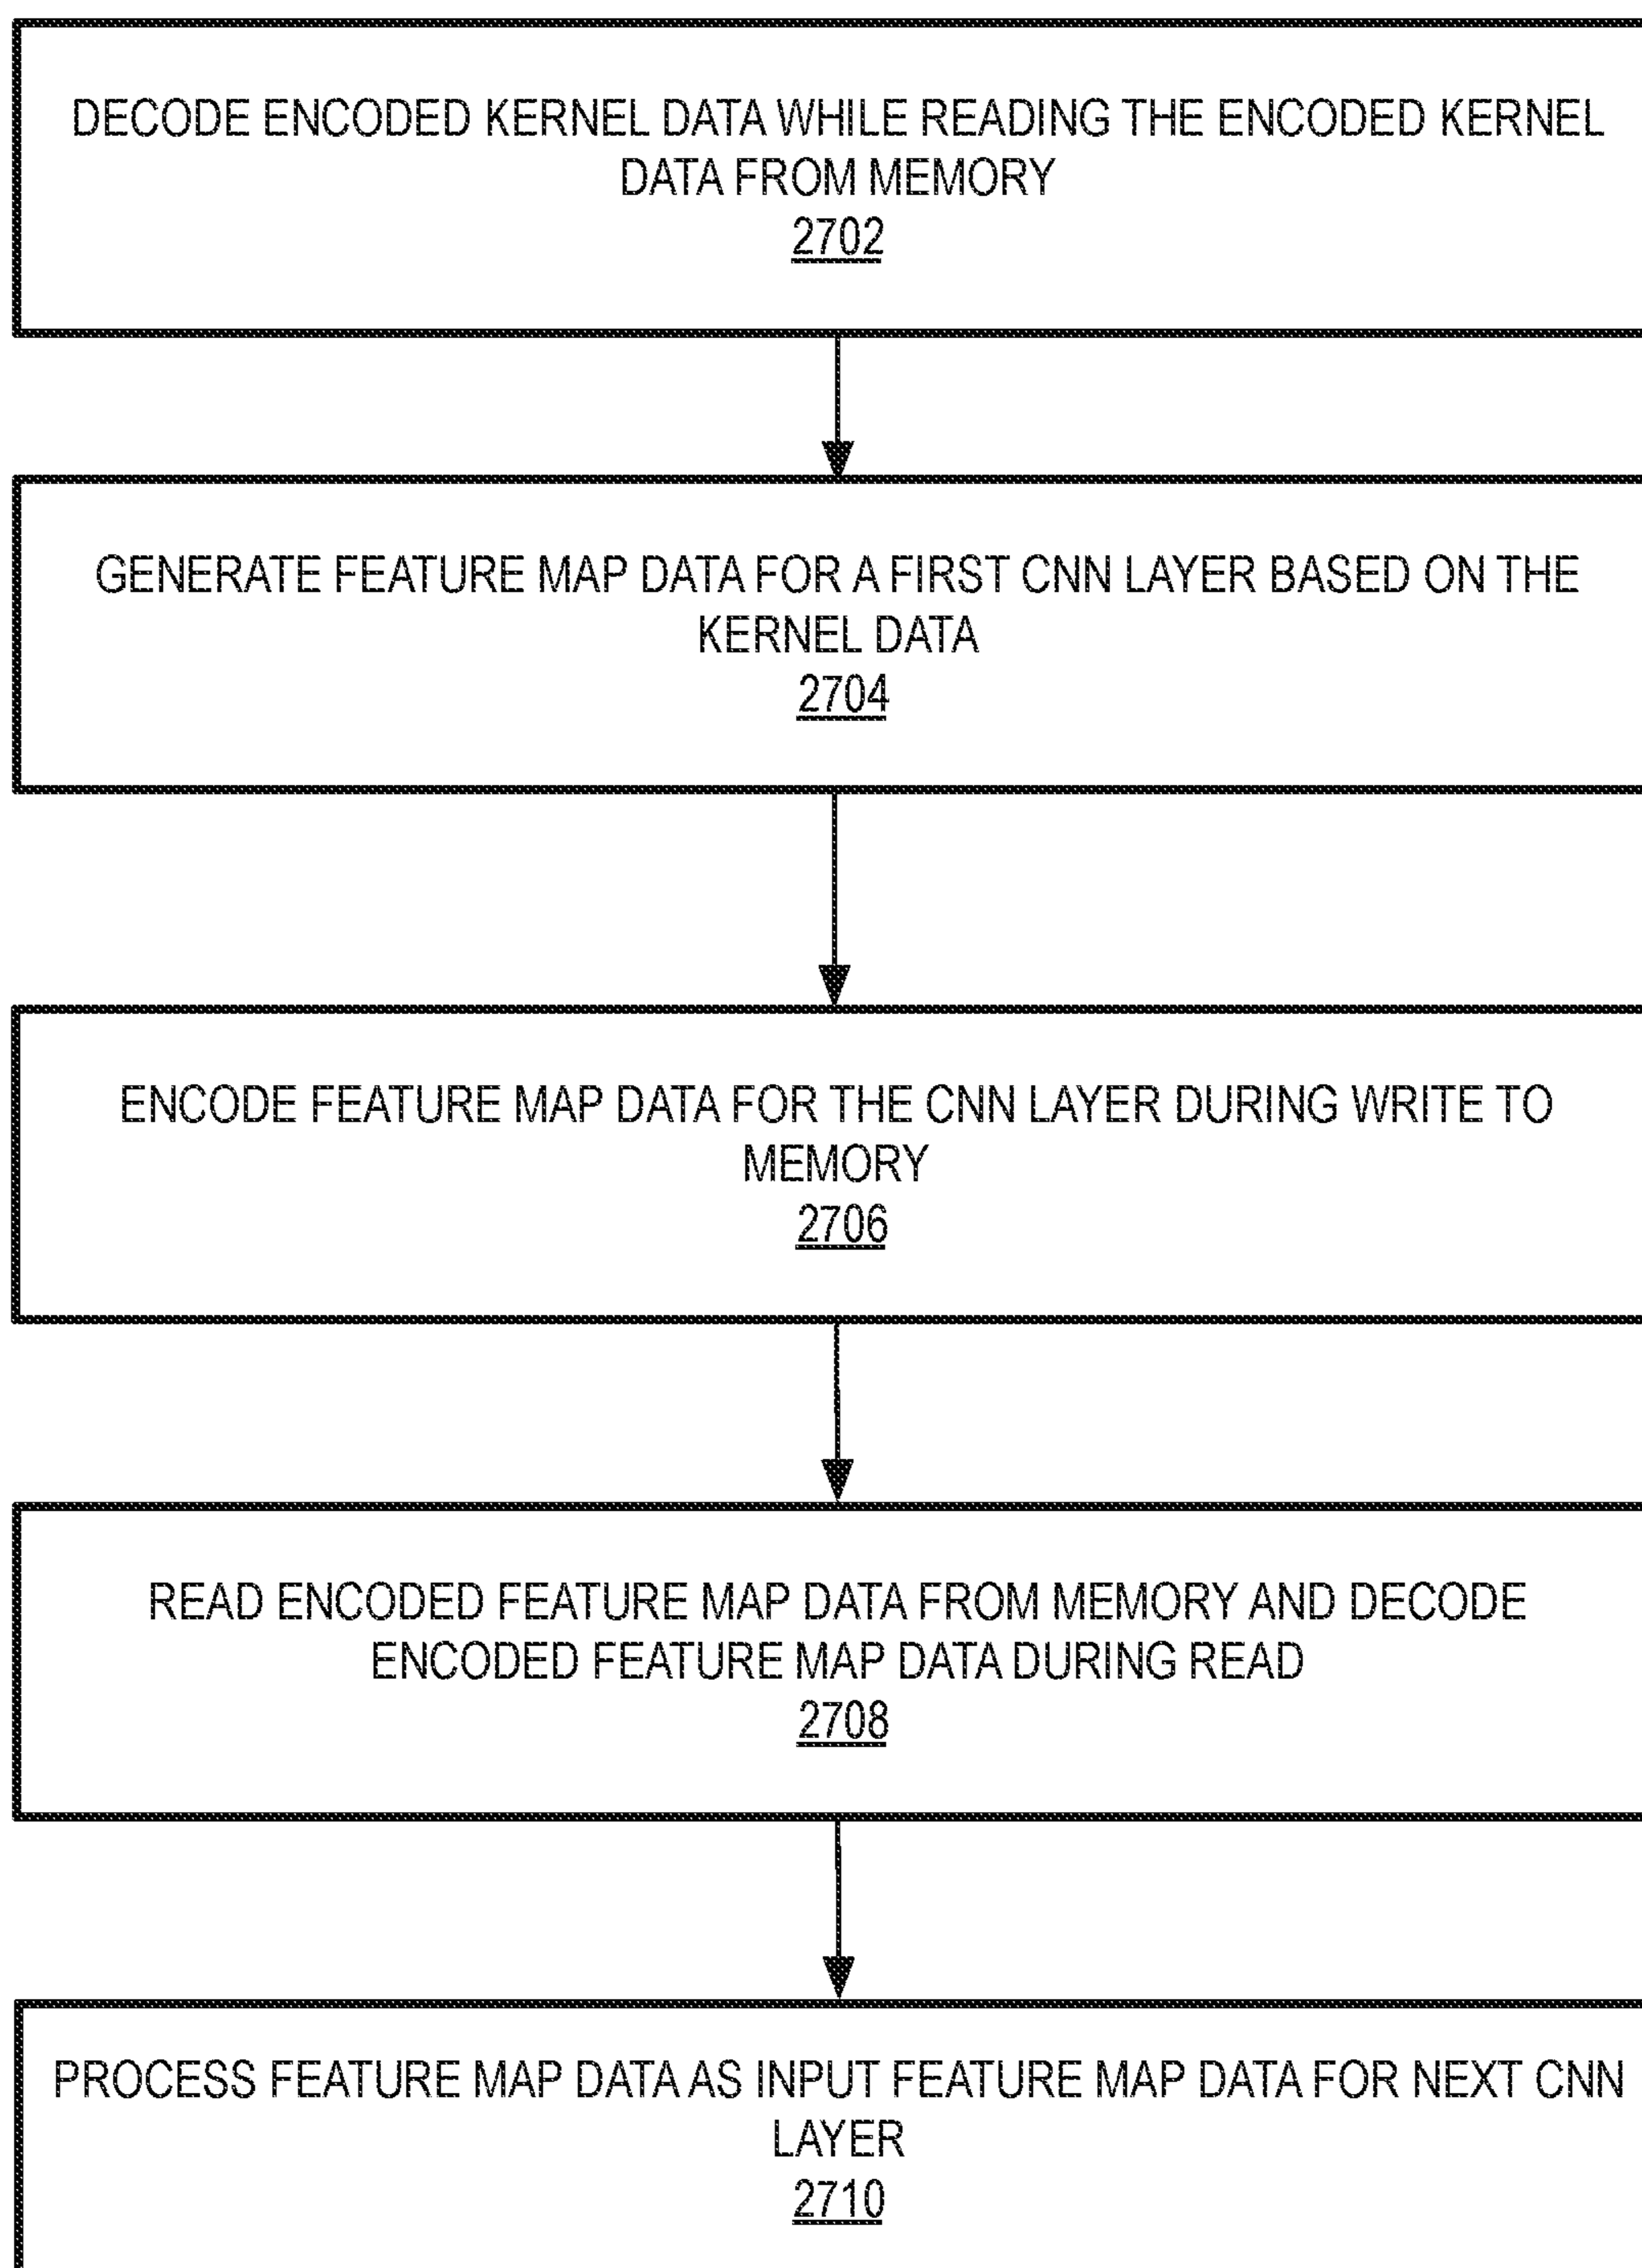 DECODE ENCODED KERNEL DATA WHILE READING THE ENCODED KERNEL
DATA FROM MEMORY
2702
GENERATE FEATURE MAP DATA FOR A FIRST CNN LAYER BASED ON THE
KERNEL DATA
2704
ENCODE FEATURE MAP DATA FOR THE CNN LAYER DURING WRITE TO
MEMORY
2706
READ ENCODED FEATURE MAP DATA FROM MEMORY AND DECODE
ENCODED FEATURE MAP DATA DURING READ
2708
PROCESS FEATURE MAP DATA AS INPUT FEATURE MAP DATA FOR NEXT CNN
LAYER
2710